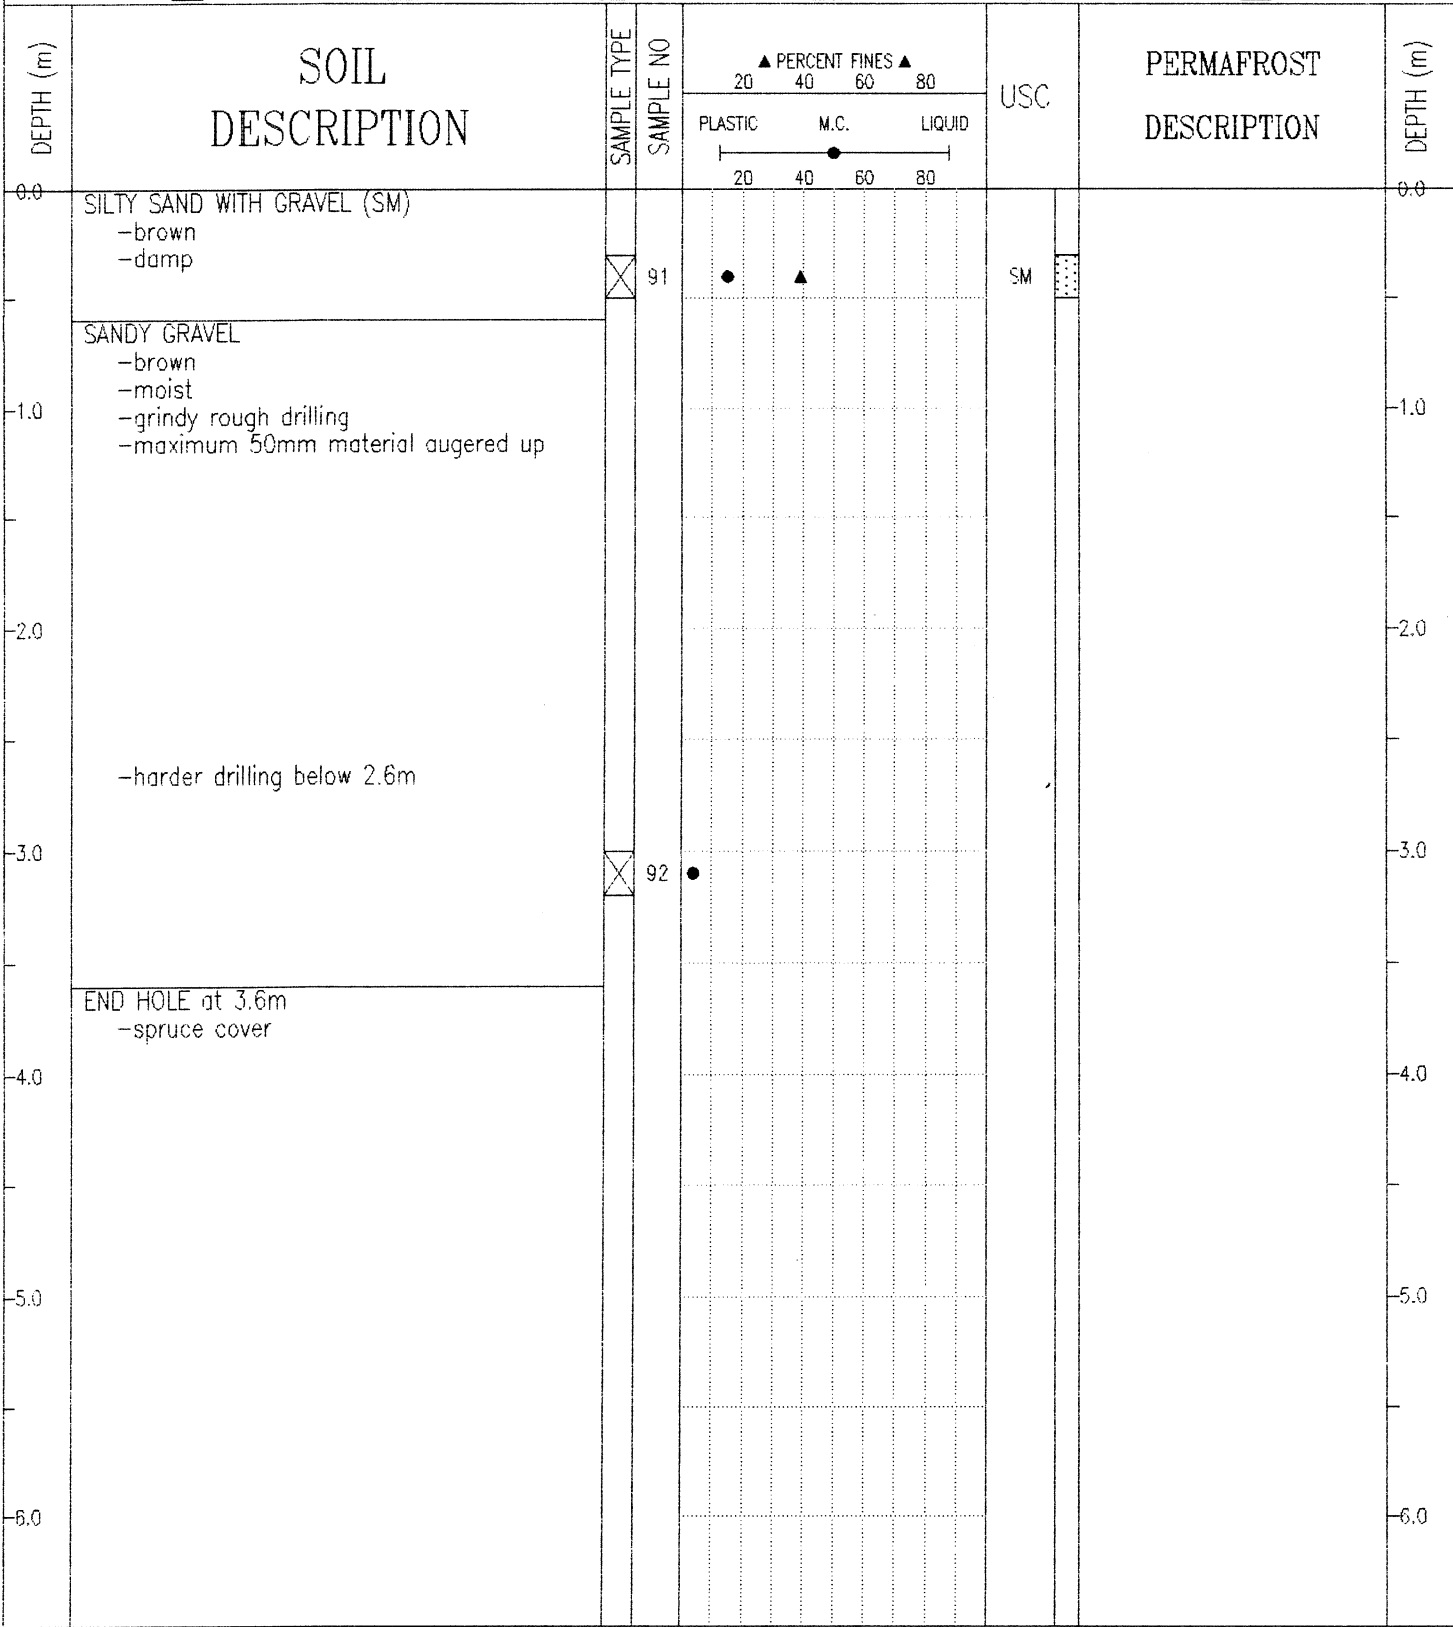 DEPTH (m)
SOIL
DESCRIPTION
SAMPLE TYPE
SAMPLE NO
▲ PERCENT FINES ▲
20 40 60 80
PLASTIC M.C. LIQUID
20 40 60 80
USC
PERMAFROST
DESCRIPTION
DEPTH (m)
0.0
SILTY SAND WITH GRAVEL (SM)
0.0
-brown
-damp
91
SM
SANDY GRAVEL
-brown
-moist
1.0
-grindy rough drilling
1.0
-maximum 50mm material augered up
2.0
2.0
-harder drilling below 2.6m
3.0
3.0
92
END HOLE at 3.6m
-spruce cover
4.0
4.0
5.0
5.0
6.0
6.0